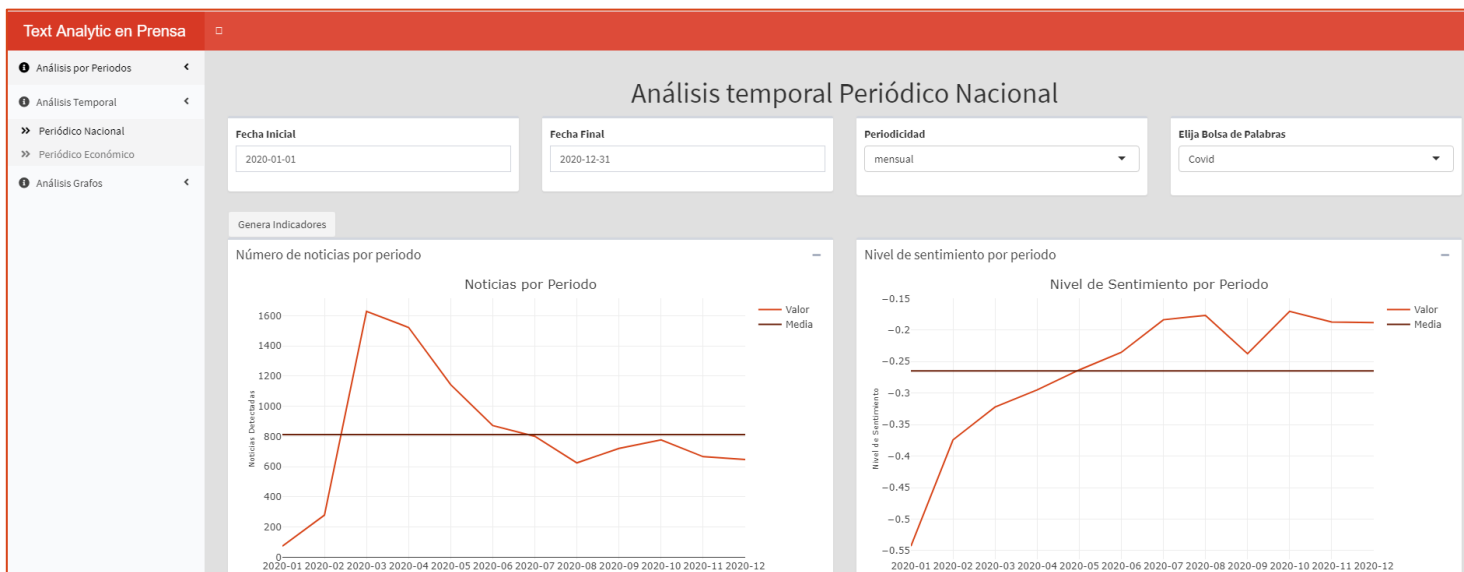 Text Analytic en Prensa
Análisis por Periodos
Análisis Temporal
Periódico Nacional
Periódico Económico
Análisis Grafos
Análisis temporal Periódico Nacional
Fecha Inicial
2020-01-01
Fecha Final
2020-12-31
Periodicidad
mensual
Elija Bolsa de Palabras
Covid
Genera Indicadores
Número de noticias por periodo
Noticias por Periodo
Valor
Media
Noticias Detectadas
1600
1400
1200
1000
800
600
400
200
0
2020-01 2020-02 2020-03 2020-04 2020-05 2020-06 2020-07 2020-08 2020-09 2020-10 2020-11 2020-12
Nivel de sentimiento por periodo
Nivel de Sentimiento por Periodo
Valor
Media
Nivel de Sentimiento
−0.15
−0.2
−0.25
−0.3
−0.35
−0.4
−0.45
−0.5
−0.55
2020-01 2020-02 2020-03 2020-04 2020-05 2020-06 2020-07 2020-08 2020-09 2020-10 2020-11 2020-12